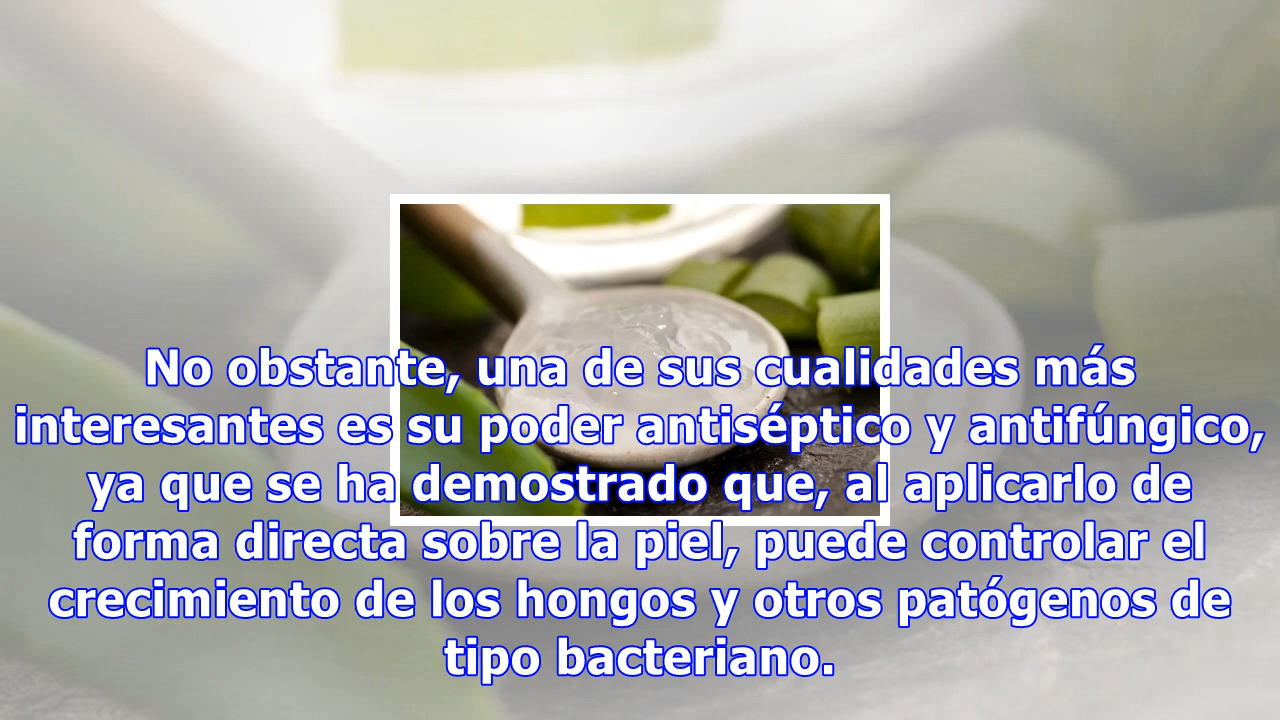 No obstante, una de sus cualidades más
interesantes es su poder antiséptico y antifúngico,
ya que se ha demostrado que, al aplicarlo de
forma directa sobre la piel, puede controlar el
crecimiento de los hongos y otros patógenos de
tipo bacteriano.